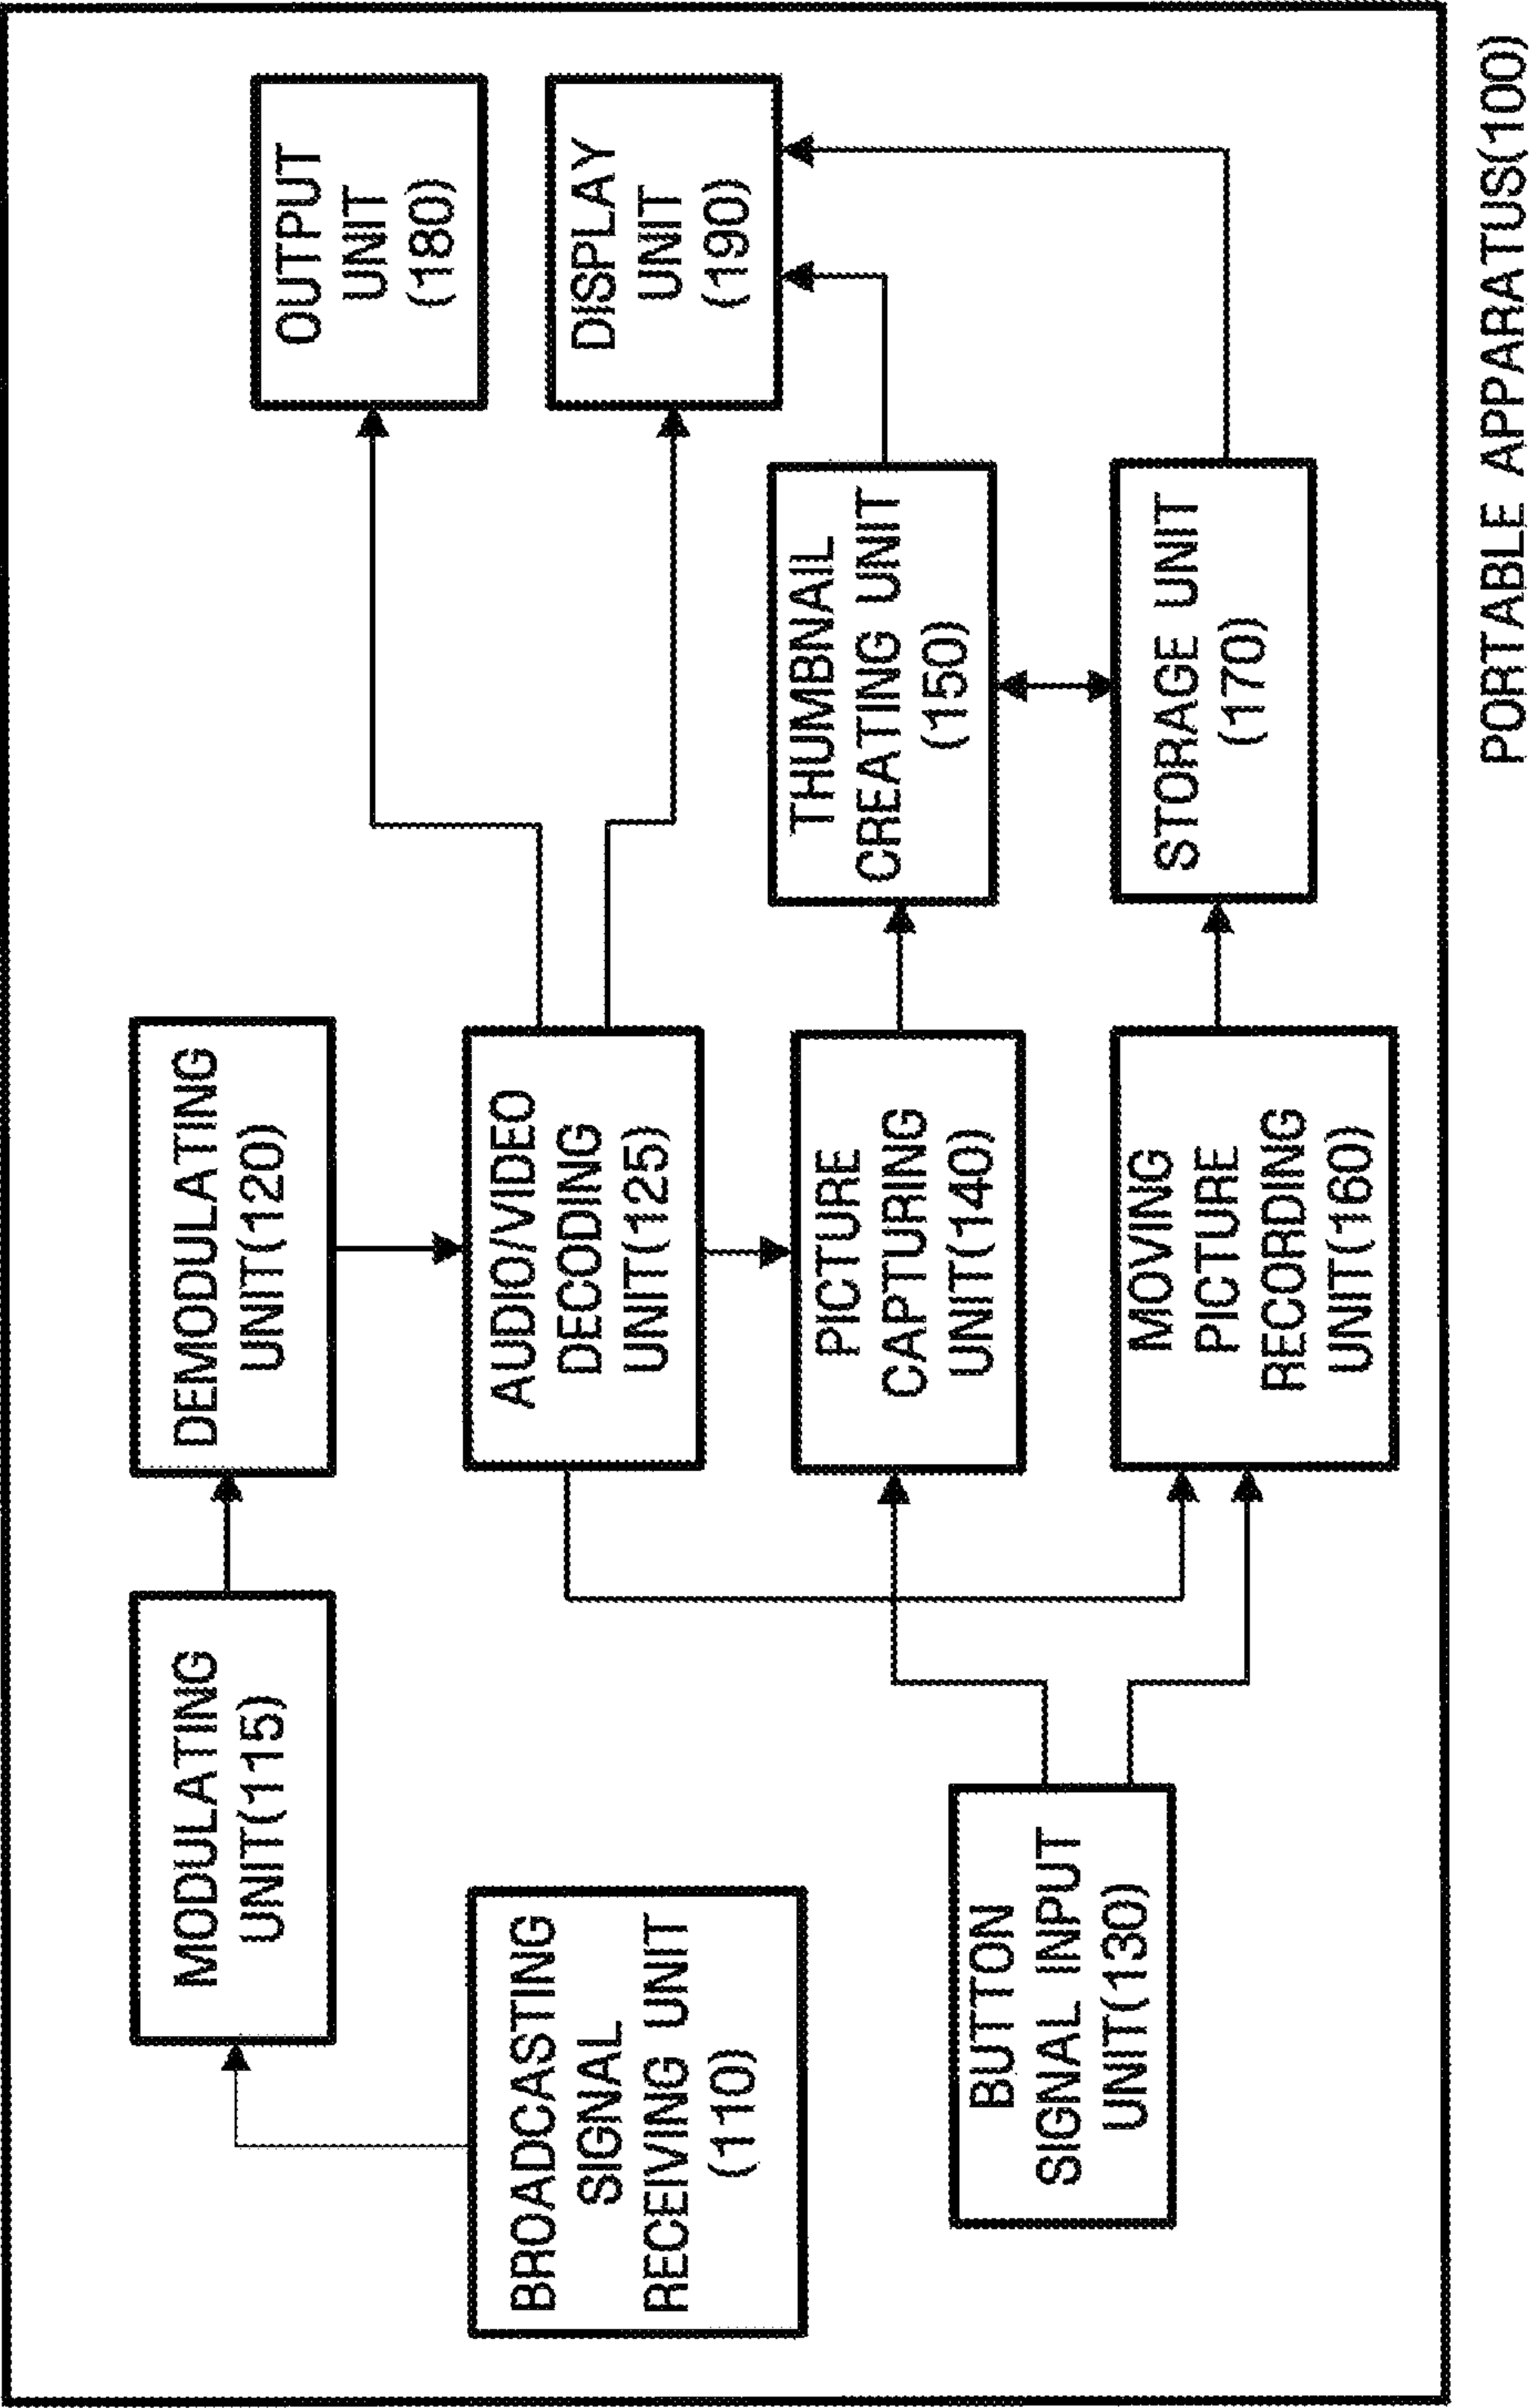 MODULATING
UNIT(115)
DEMODULATING
UNIT(120)
OUTPUT
UNIT
(180)
BROADCASTING
SIGNAL
RECEIVING UNIT
(110)
AUDIO/VIDEO
DECODING
UNIT(125)
DISPLAY
UNIT
(190)
PICTURE
CAPTURING
UNIT(140)
THUMBNAIL
CREATING UNIT
(150)
BUTTON
SIGNAL INPUT
UNIT(130)
MOVING
PICTURE
RECORDING
UNIT(160)
STORAGE UNIT
(170)
PORTABLE APPARATUS(100)